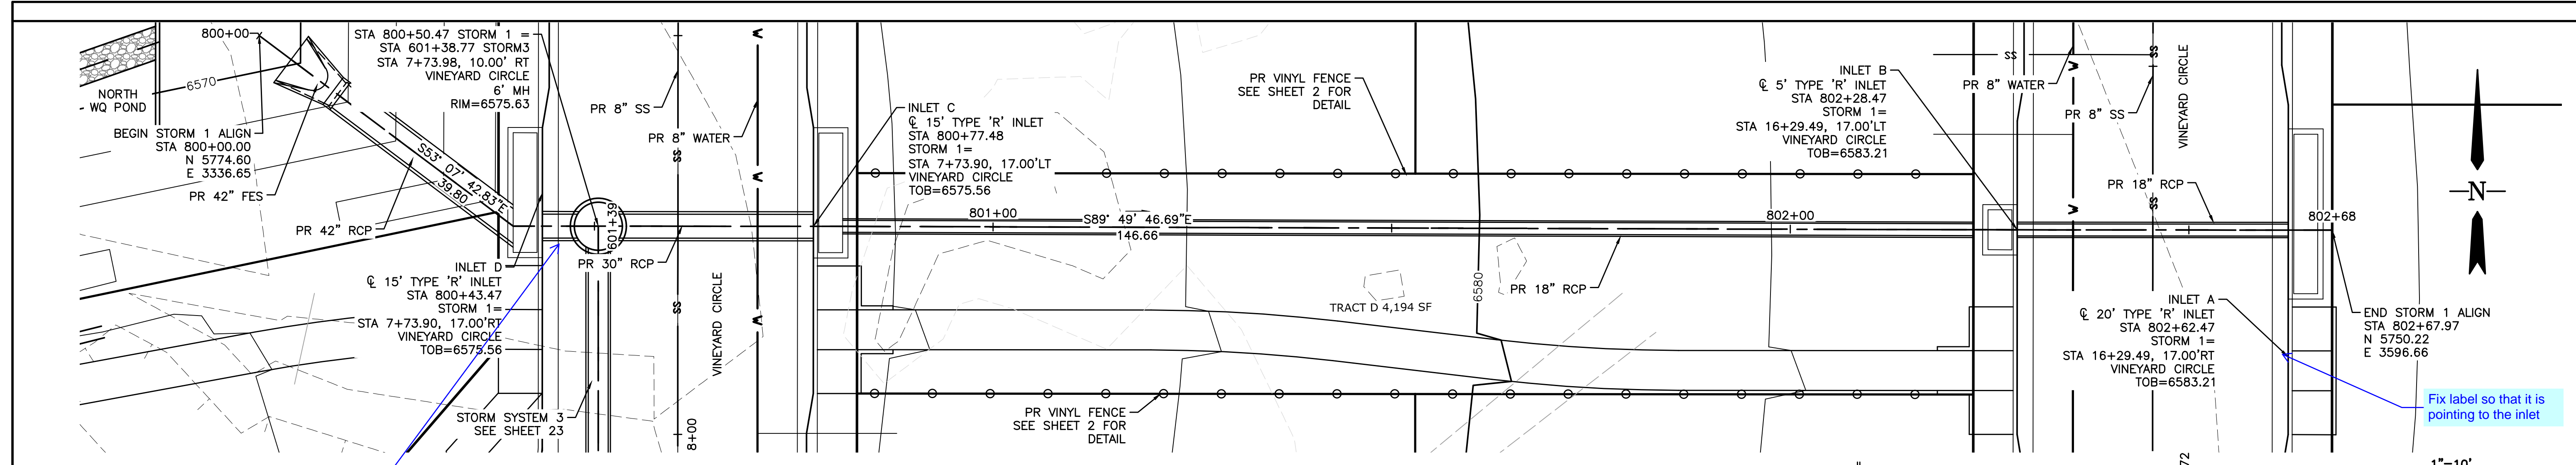 800+00
6570
NORTH
WQ POND
BEGIN STORM 1 ALIGN
STA 800+00.00
N 5774.60
E 3336.65
PR 42" FES
S53° 07' 42.83"E
39.80
PR 42" RCP
STA 800+50.47 STORM 1 =
STA 601+38.77 STORM3
STA 7+73.98, 10.00' RT
VINEYARD CIRCLE
6' MH
RIM=6575.63
INLET D
℄ 15' TYPE 'R' INLET
STA 800+43.47
STORM 1=
STA 7+73.90, 17.00'RT
VINEYARD CIRCLE
TOB=6575.56
601+39
PR 8" SS
PR 8" WATER
SS
SS
W
W
W
PR 30" RCP
VINEYARD CIRCLE
8+00
STORM SYSTEM 3
SEE SHEET 23
INLET C
℄ 15' TYPE 'R' INLET
STA 800+77.48
STORM 1=
STA 7+73.90, 17.00'LT
VINEYARD CIRCLE
TOB=6575.56
801+00
S89° 49' 46.69"E
146.66
PR VINYL FENCE
SEE SHEET 2 FOR
DETAIL
PR VINYL FENCE
SEE SHEET 2 FOR
DETAIL
TRACT D 4,194 SF
6580
PR 18" RCP
802+00
INLET B
℄ 5' TYPE 'R' INLET
STA 802+28.47
STORM 1=
STA 16+29.49, 17.00'LT
VINEYARD CIRCLE
TOB=6583.21
SS
PR 8" WATER
W
W
SS
SS
PR 8" SS
VINEYARD CIRCLE
PR 18" RCP
802+68
INLET A
℄ 20' TYPE 'R' INLET
STA 802+62.47
STORM 1=
STA 16+29.49, 17.00'RT
VINEYARD CIRCLE
TOB=6583.21
END STORM 1 ALIGN
STA 802+67.97
N 5750.22
E 3596.66
N
Fix label so that it is
pointing to the inlet
72
1"=10'